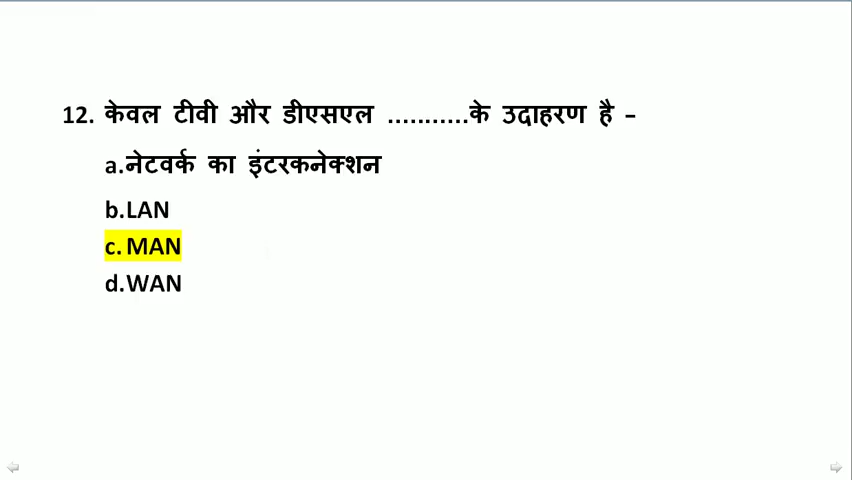 12. केवल टीवी और डीएसएल ...........के उदाहरण है –
a.नेटवर्क का इंटरकनेक्शन
b.LAN
c. MAN
d.WAN